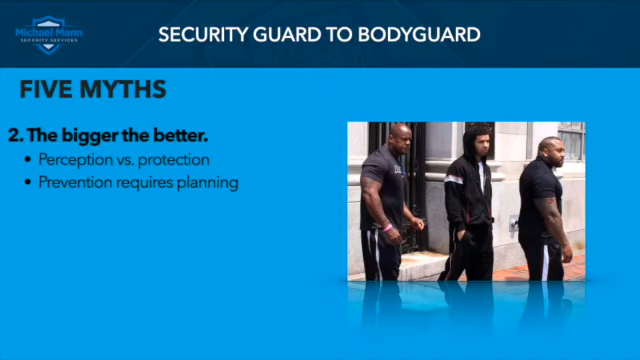 Michael Mann
SECURITY SERVICES
SECURITY GUARD TO BODYGUARD
FIVE MYTHS
2. The bigger the better.
• Perception vs. protection
• Prevention requires planning